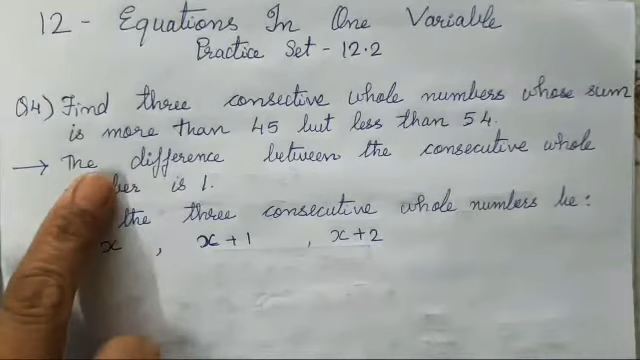 12 - Equations In One Variable
Practice Set - 12.2
Q4) Find three consective whole numbers whose sum
is more than 45 but less than 54.
→ The difference between the consecutive whole
is 1.
the three consecutive whole numbers be:
x , x+1 , x+2